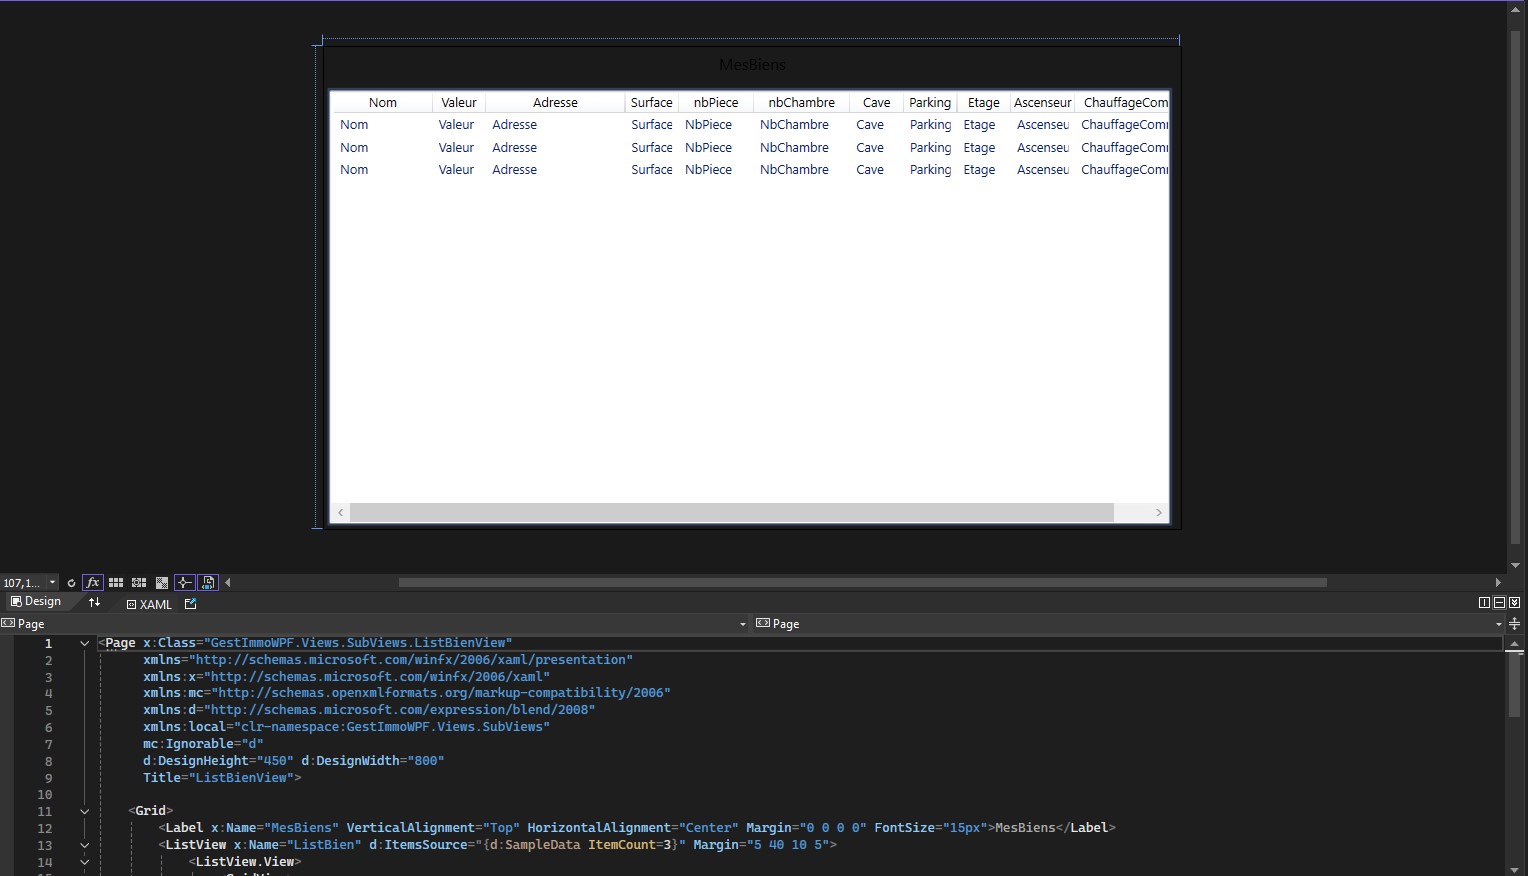 MesBiens
Nom Valeur Adresse Surface nbPiece nbChambre Cave Parking Etage Ascenseur ChauffageCom
Nom Valeur Adresse Surface NbPiece NbChambre Cave Parking Etage Ascenseu ChauffageCom
Nom Valeur Adresse Surface NbPiece NbChambre Cave Parking Etage Ascenseu ChauffageCom
Nom Valeur Adresse Surface NbPiece NbChambre Cave Parking Etage Ascenseu ChauffageCom
107,1... fx
Design XAML
Page Page
1 <Page x:Class="GestImmoWPF.Views.SubViews.ListBienView"
2 xmlns="http://schemas.microsoft.com/winfx/2006/xaml/presentation"
3 xmlns:x="http://schemas.microsoft.com/winfx/2006/xaml"
4 xmlns:mc="http://schemas.openxmlformats.org/markup-compatibility/2006"
5 xmlns:d="http://schemas.microsoft.com/expression/blend/2008"
6 xmlns:local="clr-namespace:GestImmoWPF.Views.SubViews"
7 mc:Ignorable="d"
8 d:DesignHeight="450" d:DesignWidth="800"
9 Title="ListBienView">
10
11 <Grid>
12 <Label x:Name="MesBiens" VerticalAlignment="Top" HorizontalAlignment="Center" Margin="0 0 0 0" FontSize="15px">MesBiens</Label>
13 <ListView x:Name="ListBien" d:ItemsSource="{d:SampleData ItemCount=3}" Margin="5 40 10 5">
14 <ListView.View>